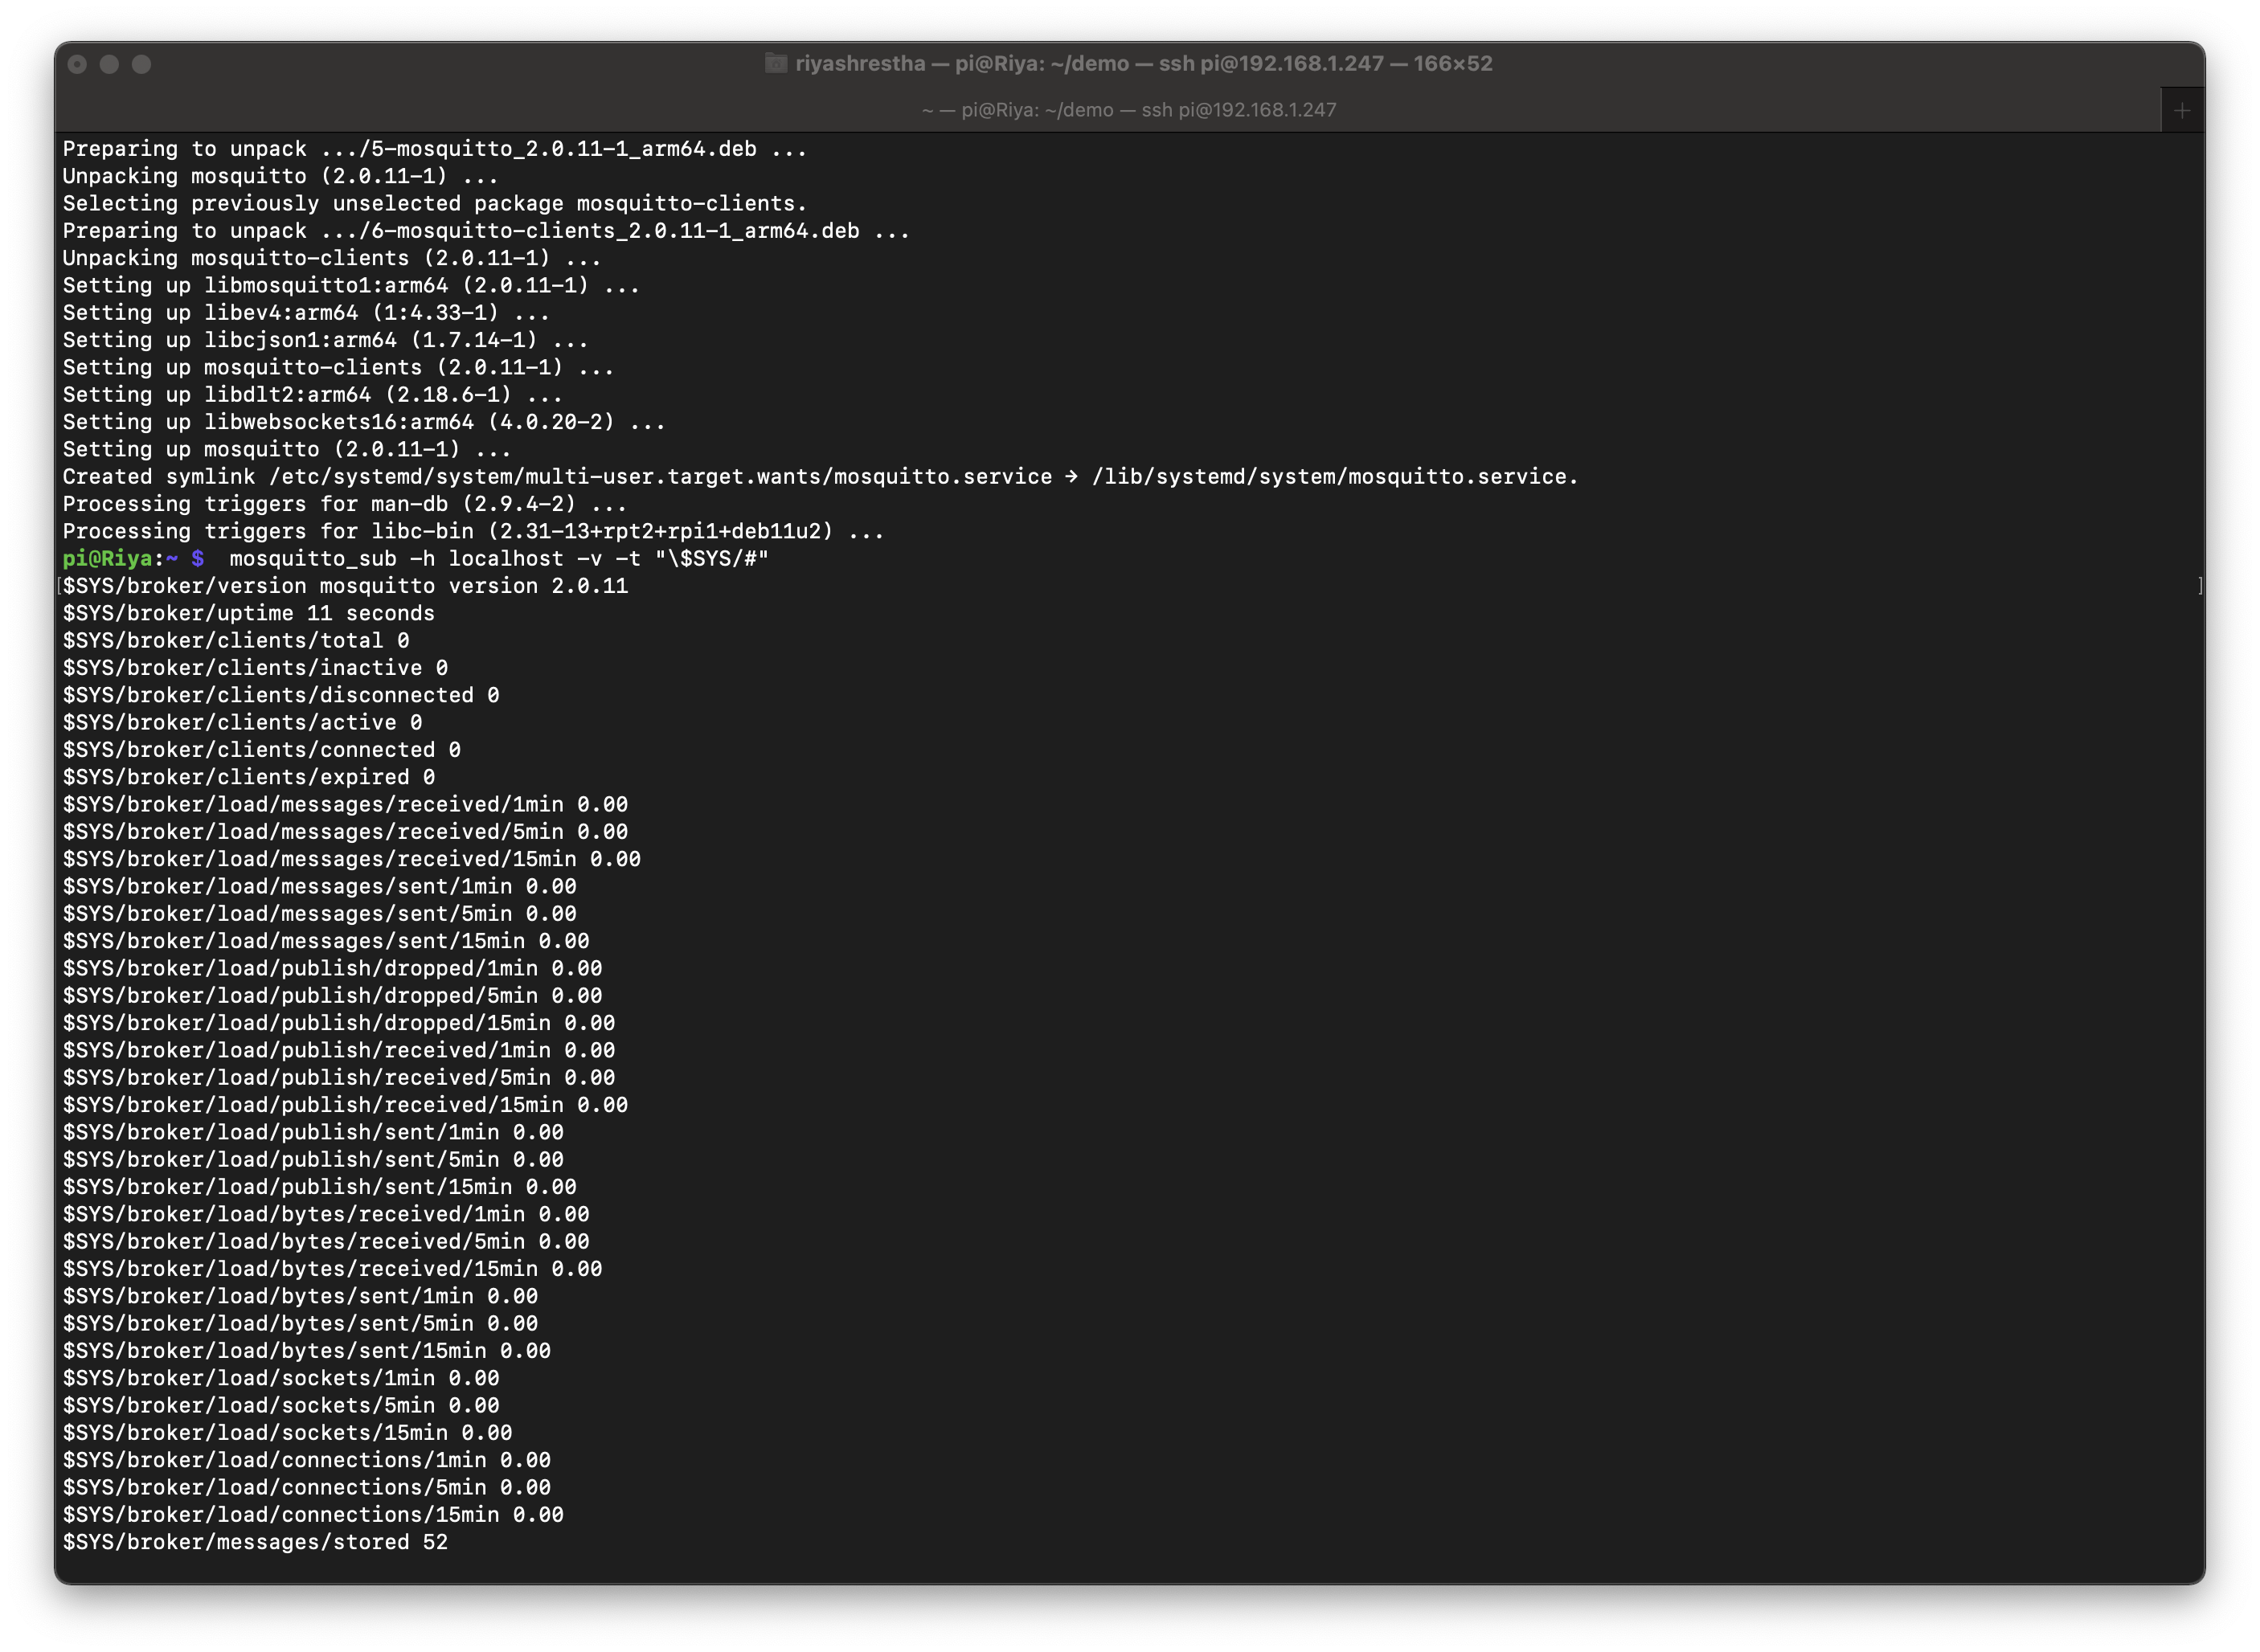 riyashrestha — pi@Riya: ~/demo — ssh pi@192.168.1.247 — 166×52
~ — pi@Riya: ~/demo — ssh pi@192.168.1.247
Preparing to unpack .../5-mosquitto_2.0.11-1_arm64.deb ...
Unpacking mosquitto (2.0.11-1) ...
Selecting previously unselected package mosquitto-clients.
Preparing to unpack .../6-mosquitto-clients_2.0.11-1_arm64.deb ...
Unpacking mosquitto-clients (2.0.11-1) ...
Setting up libmosquitto1:arm64 (2.0.11-1) ...
Setting up libev4:arm64 (1:4.33-1) ...
Setting up libcjson1:arm64 (1.7.14-1) ...
Setting up mosquitto-clients (2.0.11-1) ...
Setting up libdlt2:arm64 (2.18.6-1) ...
Setting up libwebsockets16:arm64 (4.0.20-2) ...
Setting up mosquitto (2.0.11-1) ...
Created symlink /etc/systemd/system/multi-user.target.wants/mosquitto.service → /lib/systemd/system/mosquitto.service.
Processing triggers for man-db (2.9.4-2) ...
Processing triggers for libc-bin (2.31-13+rpt2+rpi1+deb11u2) ...
pi@Riya:~ $  mosquitto_sub -h localhost -v -t "\$SYS/#"
[$SYS/broker/version mosquitto version 2.0.11 ]
$SYS/broker/uptime 11 seconds
$SYS/broker/clients/total 0
$SYS/broker/clients/inactive 0
$SYS/broker/clients/disconnected 0
$SYS/broker/clients/active 0
$SYS/broker/clients/connected 0
$SYS/broker/clients/expired 0
$SYS/broker/load/messages/received/1min 0.00
$SYS/broker/load/messages/received/5min 0.00
$SYS/broker/load/messages/received/15min 0.00
$SYS/broker/load/messages/sent/1min 0.00
$SYS/broker/load/messages/sent/5min 0.00
$SYS/broker/load/messages/sent/15min 0.00
$SYS/broker/load/publish/dropped/1min 0.00
$SYS/broker/load/publish/dropped/5min 0.00
$SYS/broker/load/publish/dropped/15min 0.00
$SYS/broker/load/publish/received/1min 0.00
$SYS/broker/load/publish/received/5min 0.00
$SYS/broker/load/publish/received/15min 0.00
$SYS/broker/load/publish/sent/1min 0.00
$SYS/broker/load/publish/sent/5min 0.00
$SYS/broker/load/publish/sent/15min 0.00
$SYS/broker/load/bytes/received/1min 0.00
$SYS/broker/load/bytes/received/5min 0.00
$SYS/broker/load/bytes/received/15min 0.00
$SYS/broker/load/bytes/sent/1min 0.00
$SYS/broker/load/bytes/sent/5min 0.00
$SYS/broker/load/bytes/sent/15min 0.00
$SYS/broker/load/sockets/1min 0.00
$SYS/broker/load/sockets/5min 0.00
$SYS/broker/load/sockets/15min 0.00
$SYS/broker/load/connections/1min 0.00
$SYS/broker/load/connections/5min 0.00
$SYS/broker/load/connections/15min 0.00
$SYS/broker/messages/stored 52